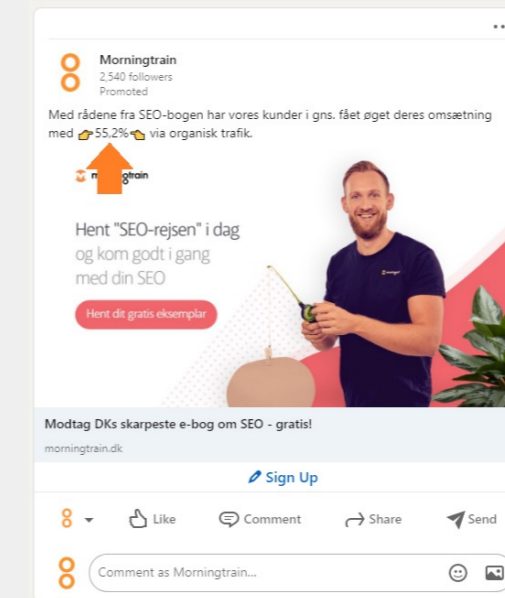 Morningtrain
2,540 followers
Promoted
Med rådene fra SEO-bogen har vores kunder i gns. fået øget deres omsætning
med 👉55,2%👈 via organisk trafik.
Hent "SEO-rejsen" i dag
og kom godt i gang
med din SEO
Hent dit gratis eksemplar
Modtag DKs skarpeste e-bog om SEO - gratis!
morningtrain.dk
Sign Up
Like Comment Share Send
Comment as Morningtrain...